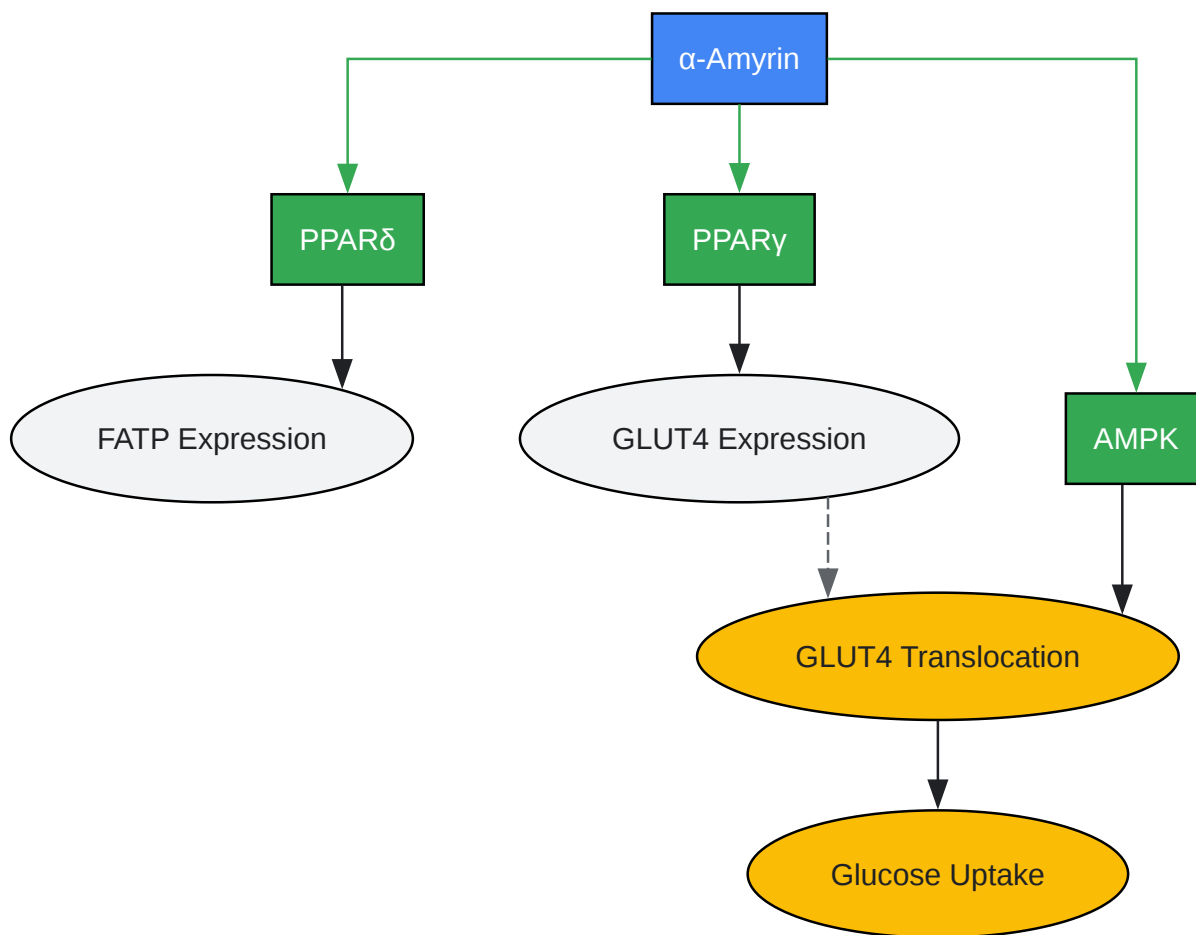 α-Amyrin
PPARδ
PPARγ
FATP Expression
GLUT4 Expression
AMPK
GLUT4 Translocation
Glucose Uptake